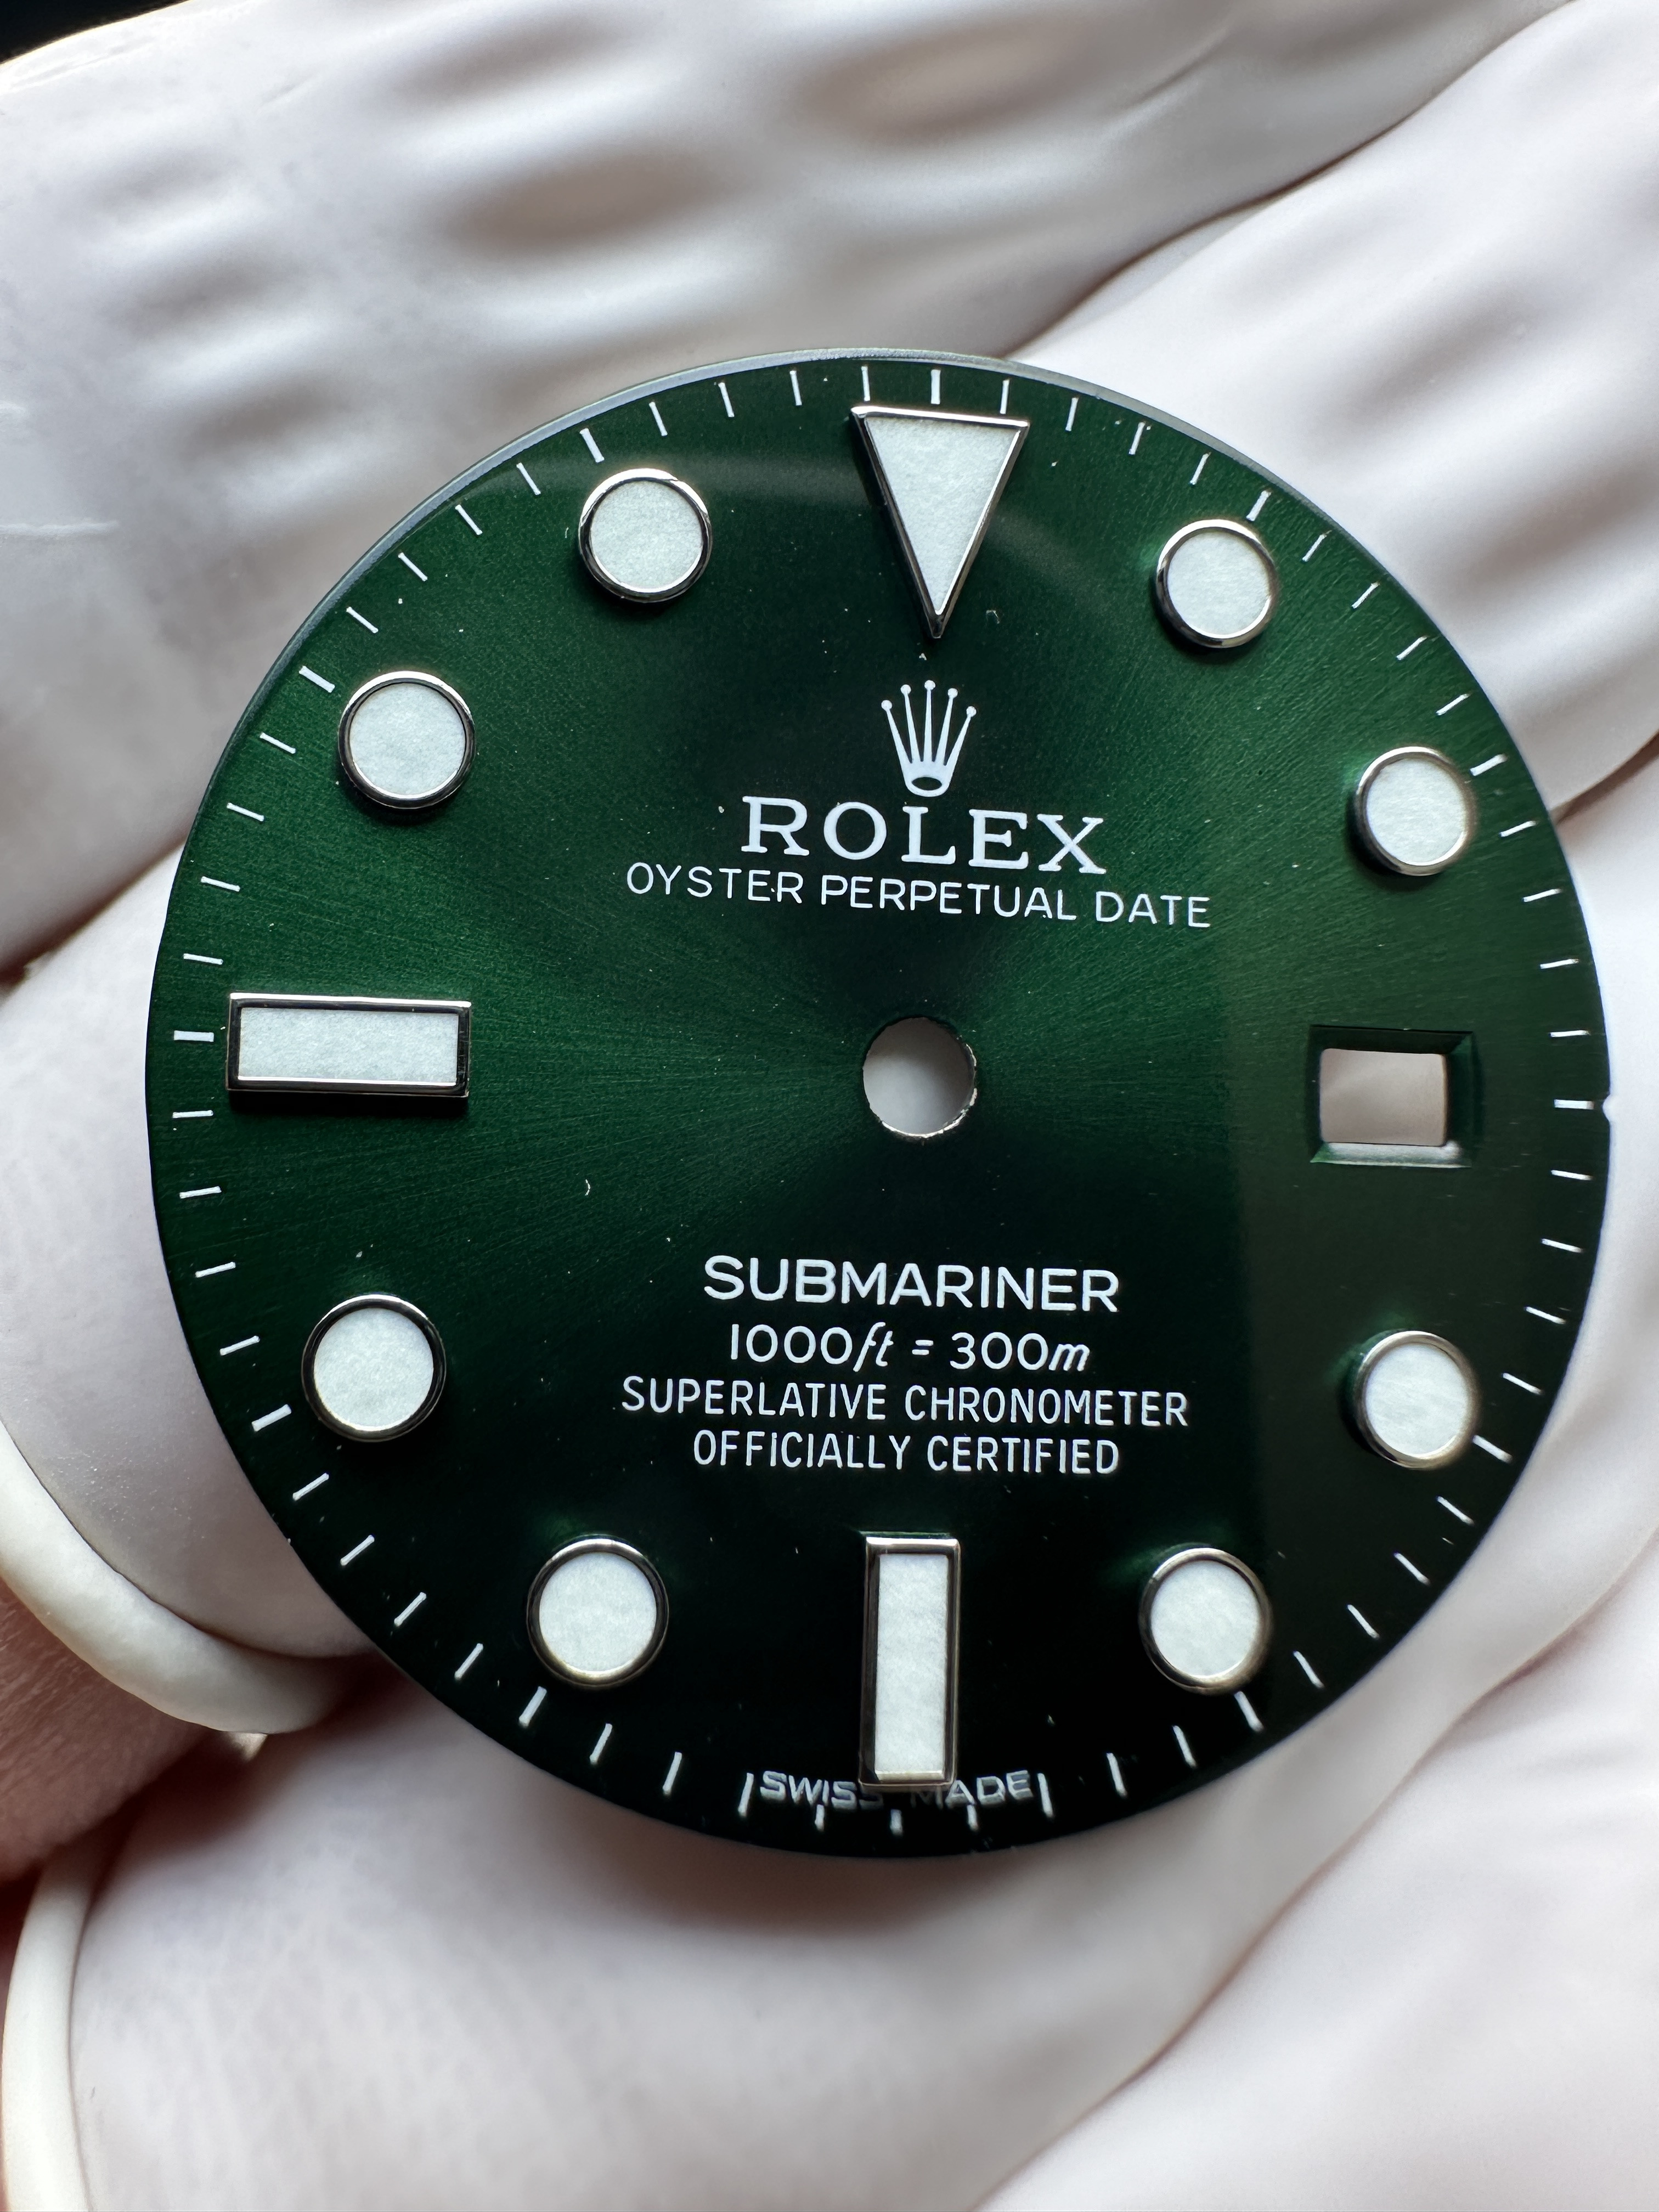 ROLEX
OYSTER PERPETUAL DATE
SUBMARINER
1000ft = 300m
SUPERLATIVE CHRONOMETER
OFFICIALLY CERTIFIED
SWISS MADE